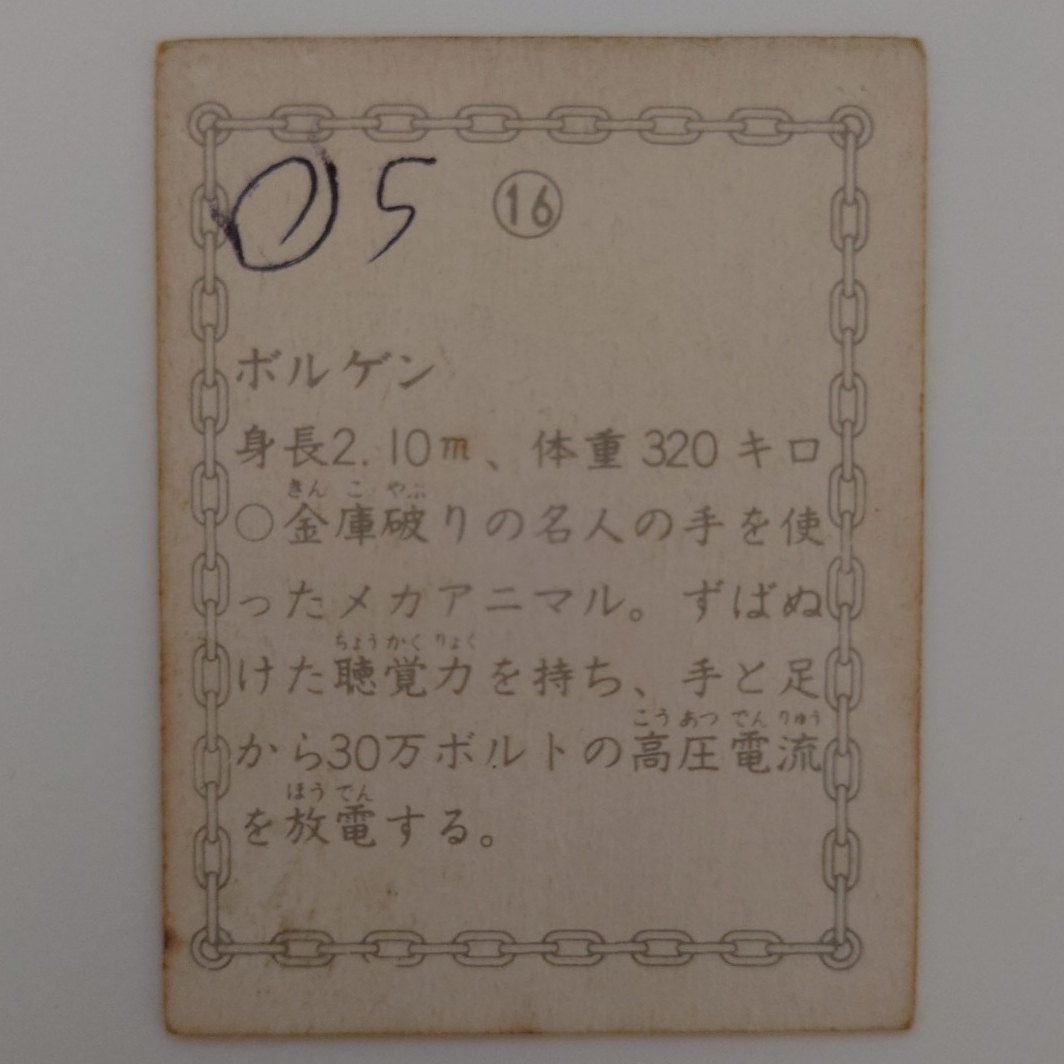 5 ⑯
ボルゲン
身長2.10m、体重320キロ
きん こ やぶ
○金庫破りの名人の手を使
ったメカアニマル。ずばぬ
ちょうかくりょく
けた聴覚力を持ち、手と足
こうあつでんりゅう
から30万ボルトの高圧電流
ほうでん
を放電する。